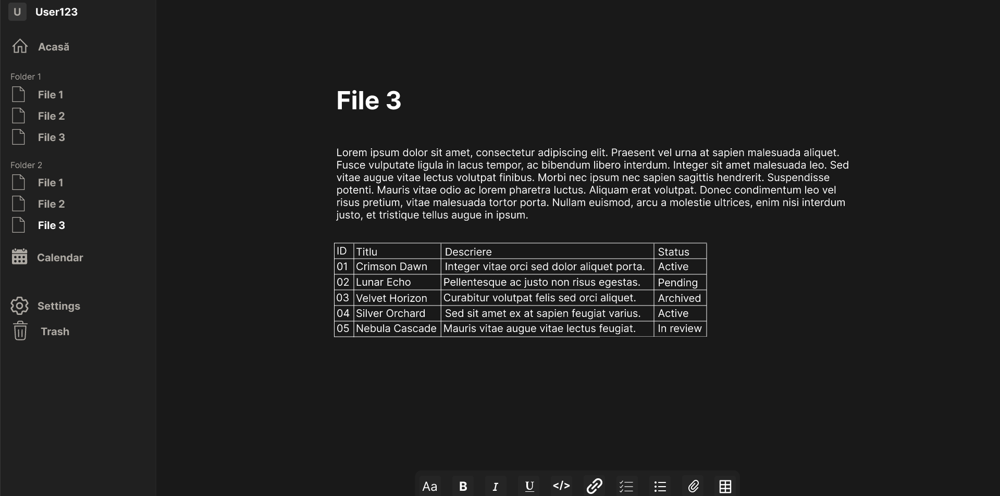 U User123
Acasă
Folder 1
File 1
File 2
File 3
Folder 2
File 1
File 2
File 3
Calendar
Settings
Trash
File 3
Lorem ipsum dolor sit amet, consectetur adipiscing elit. Praesent vel urna at sapien malesuada aliquet.
Fusce vulputate ligula in lacus tempor, ac bibendum libero interdum. Integer sit amet malesuada leo. Sed
vitae augue vitae lectus volutpat finibus. Morbi nec ipsum nec sapien sagittis hendrerit. Suspendisse
potenti. Mauris vitae odio ac lorem pharetra luctus. Aliquam erat volutpat. Donec condimentum leo vel
risus pretium, vitae malesuada tortor porta. Nullam euismod, arcu a molestie ultrices, enim nisi interdum
justo, et tristique tellus augue in ipsum.
ID Titlu Descriere Status
01 Crimson Dawn Integer vitae orci sed dolor aliquet porta. Active
02 Lunar Echo Pellentesque ac justo non risus egestas. Pending
03 Velvet Horizon Curabitur volutpat felis sed orci aliquet. Archived
04 Silver Orchard Sed sit amet ex at sapien feugiat varius. Active
05 Nebula Cascade Mauris vitae augue vitae lectus feugiat. In review
Aa B I U </>